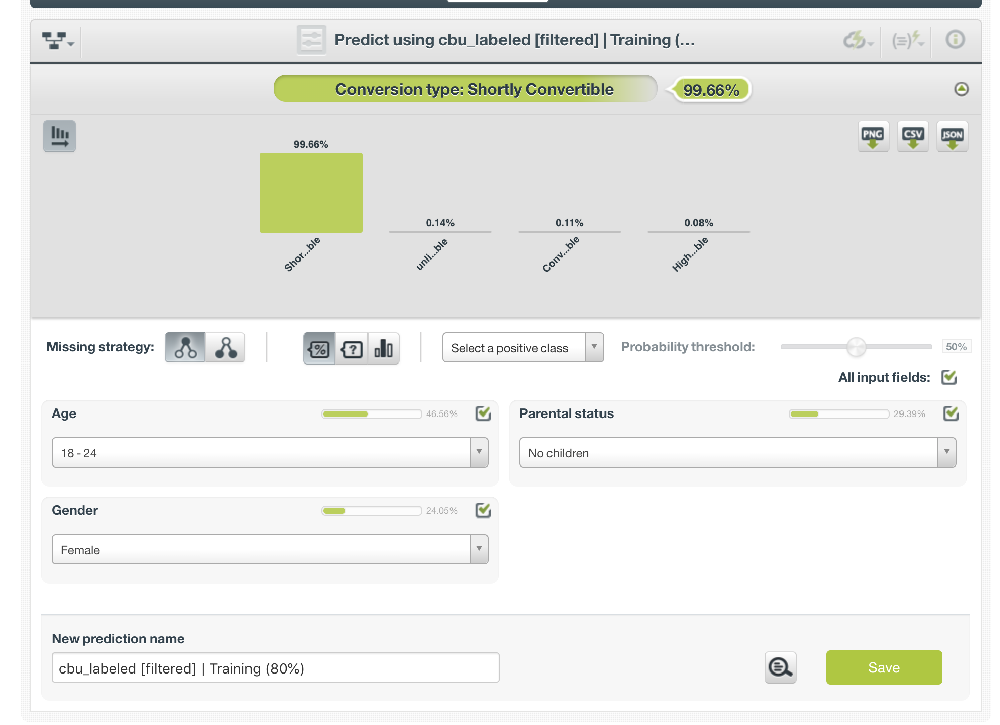 Predict using cbu_labeled [filtered] | Training (...
Conversion type: Shortly Convertible
99.66%
PNG
CSV
JSON
99.66%
0.14%
0.11%
0.08%
Shor...ble
unli...ble
Conv...ble
High...ble
Missing strategy:
%
?
Select a positive class
Probability threshold:
50%
All input fields:
Age
46.56%
Parental status
29.39%
18 - 24
No children
Gender
24.05%
Female
New prediction name
cbu_labeled [filtered] | Training (80%)
Save